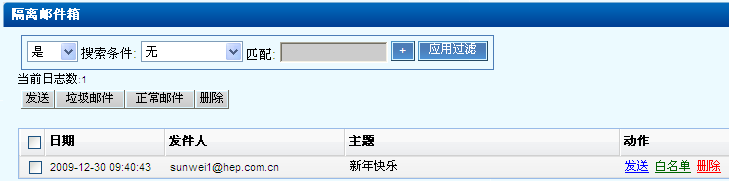 隔离邮件箱
是 搜索条件: 无 匹配: + 应用过滤
当前日志数:1
发送 垃圾邮件 正常邮件 删除
日期 发件人 主题 动作
2009-12-30 09:40:43 sunwei1@hep.com.cn 新年快乐 发送 白名单 删除